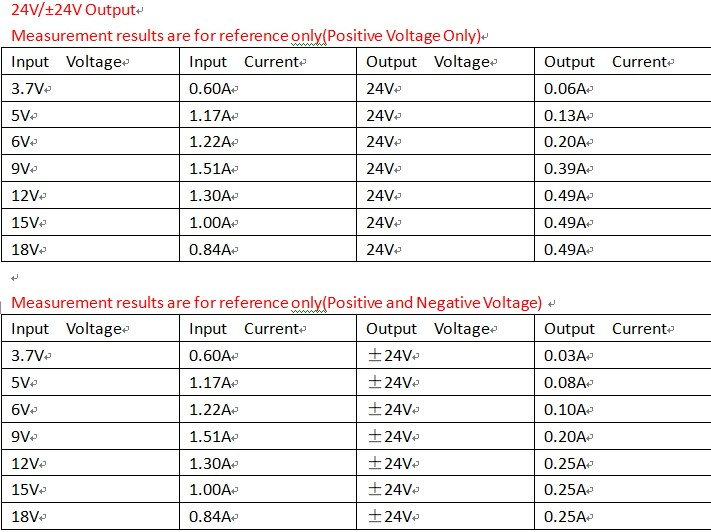 24V/±24V Output
Measurement results are for reference only(Positive Voltage Only)
Input Voltage Input Current Output Voltage Output Current
3.7V 0.60A 24V 0.06A
5V 1.17A 24V 0.13A
6V 1.22A 24V 0.20A
9V 1.51A 24V 0.39A
12V 1.30A 24V 0.49A
15V 1.00A 24V 0.49A
18V 0.84A 24V 0.49A
Measurement results are for reference only(Positive and Negative Voltage)
Input Voltage Input Current Output Voltage Output Current
3.7V 0.60A ±24V 0.03A
5V 1.17A ±24V 0.08A
6V 1.22A ±24V 0.10A
9V 1.51A ±24V 0.20A
12V 1.30A ±24V 0.25A
15V 1.00A ±24V 0.25A
18V 0.84A ±24V 0.25A